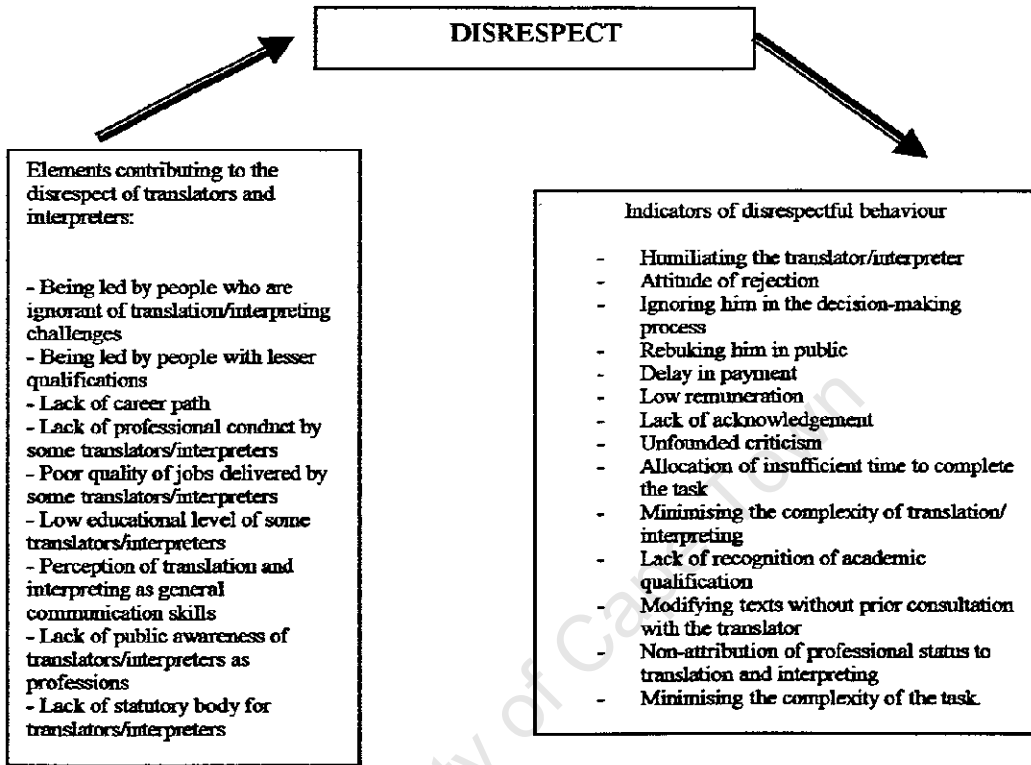 DISRESPECT
Elements contributing to the
disrespect of translators and
interpreters:
- Being led by people who are
ignorant of translation/interpreting
challenges
- Being led by people with lesser
qualifications
- Lack of career path
- Lack of professional conduct by
some translators/interpreters
- Poor quality of jobs delivered by
some translators/interpreters
- Low educational level of some
translators/interpreters
- Perception of translation and
interpreting as general
communication skills
- Lack of public awareness of
translators/interpreters as
professions
- Lack of statutory body for
translators/interpreters
Indicators of disrespectful behaviour
- Humiliating the translator/interpreter
- Attitude of rejection
- Ignoring him in the decision-making
process
- Rebuking him in public
- Delay in payment
- Low remuneration
- Lack of acknowledgement
- Unfounded criticism
- Allocation of insufficient time to complete
the task
- Minimising the complexity of translation/
interpreting
- Lack of recognition of academic
qualification
- Modifying texts without prior consultation
with the translator
- Non-attribution of professional status to
translation and interpreting
- Minimising the complexity of the task.
of Cape Town